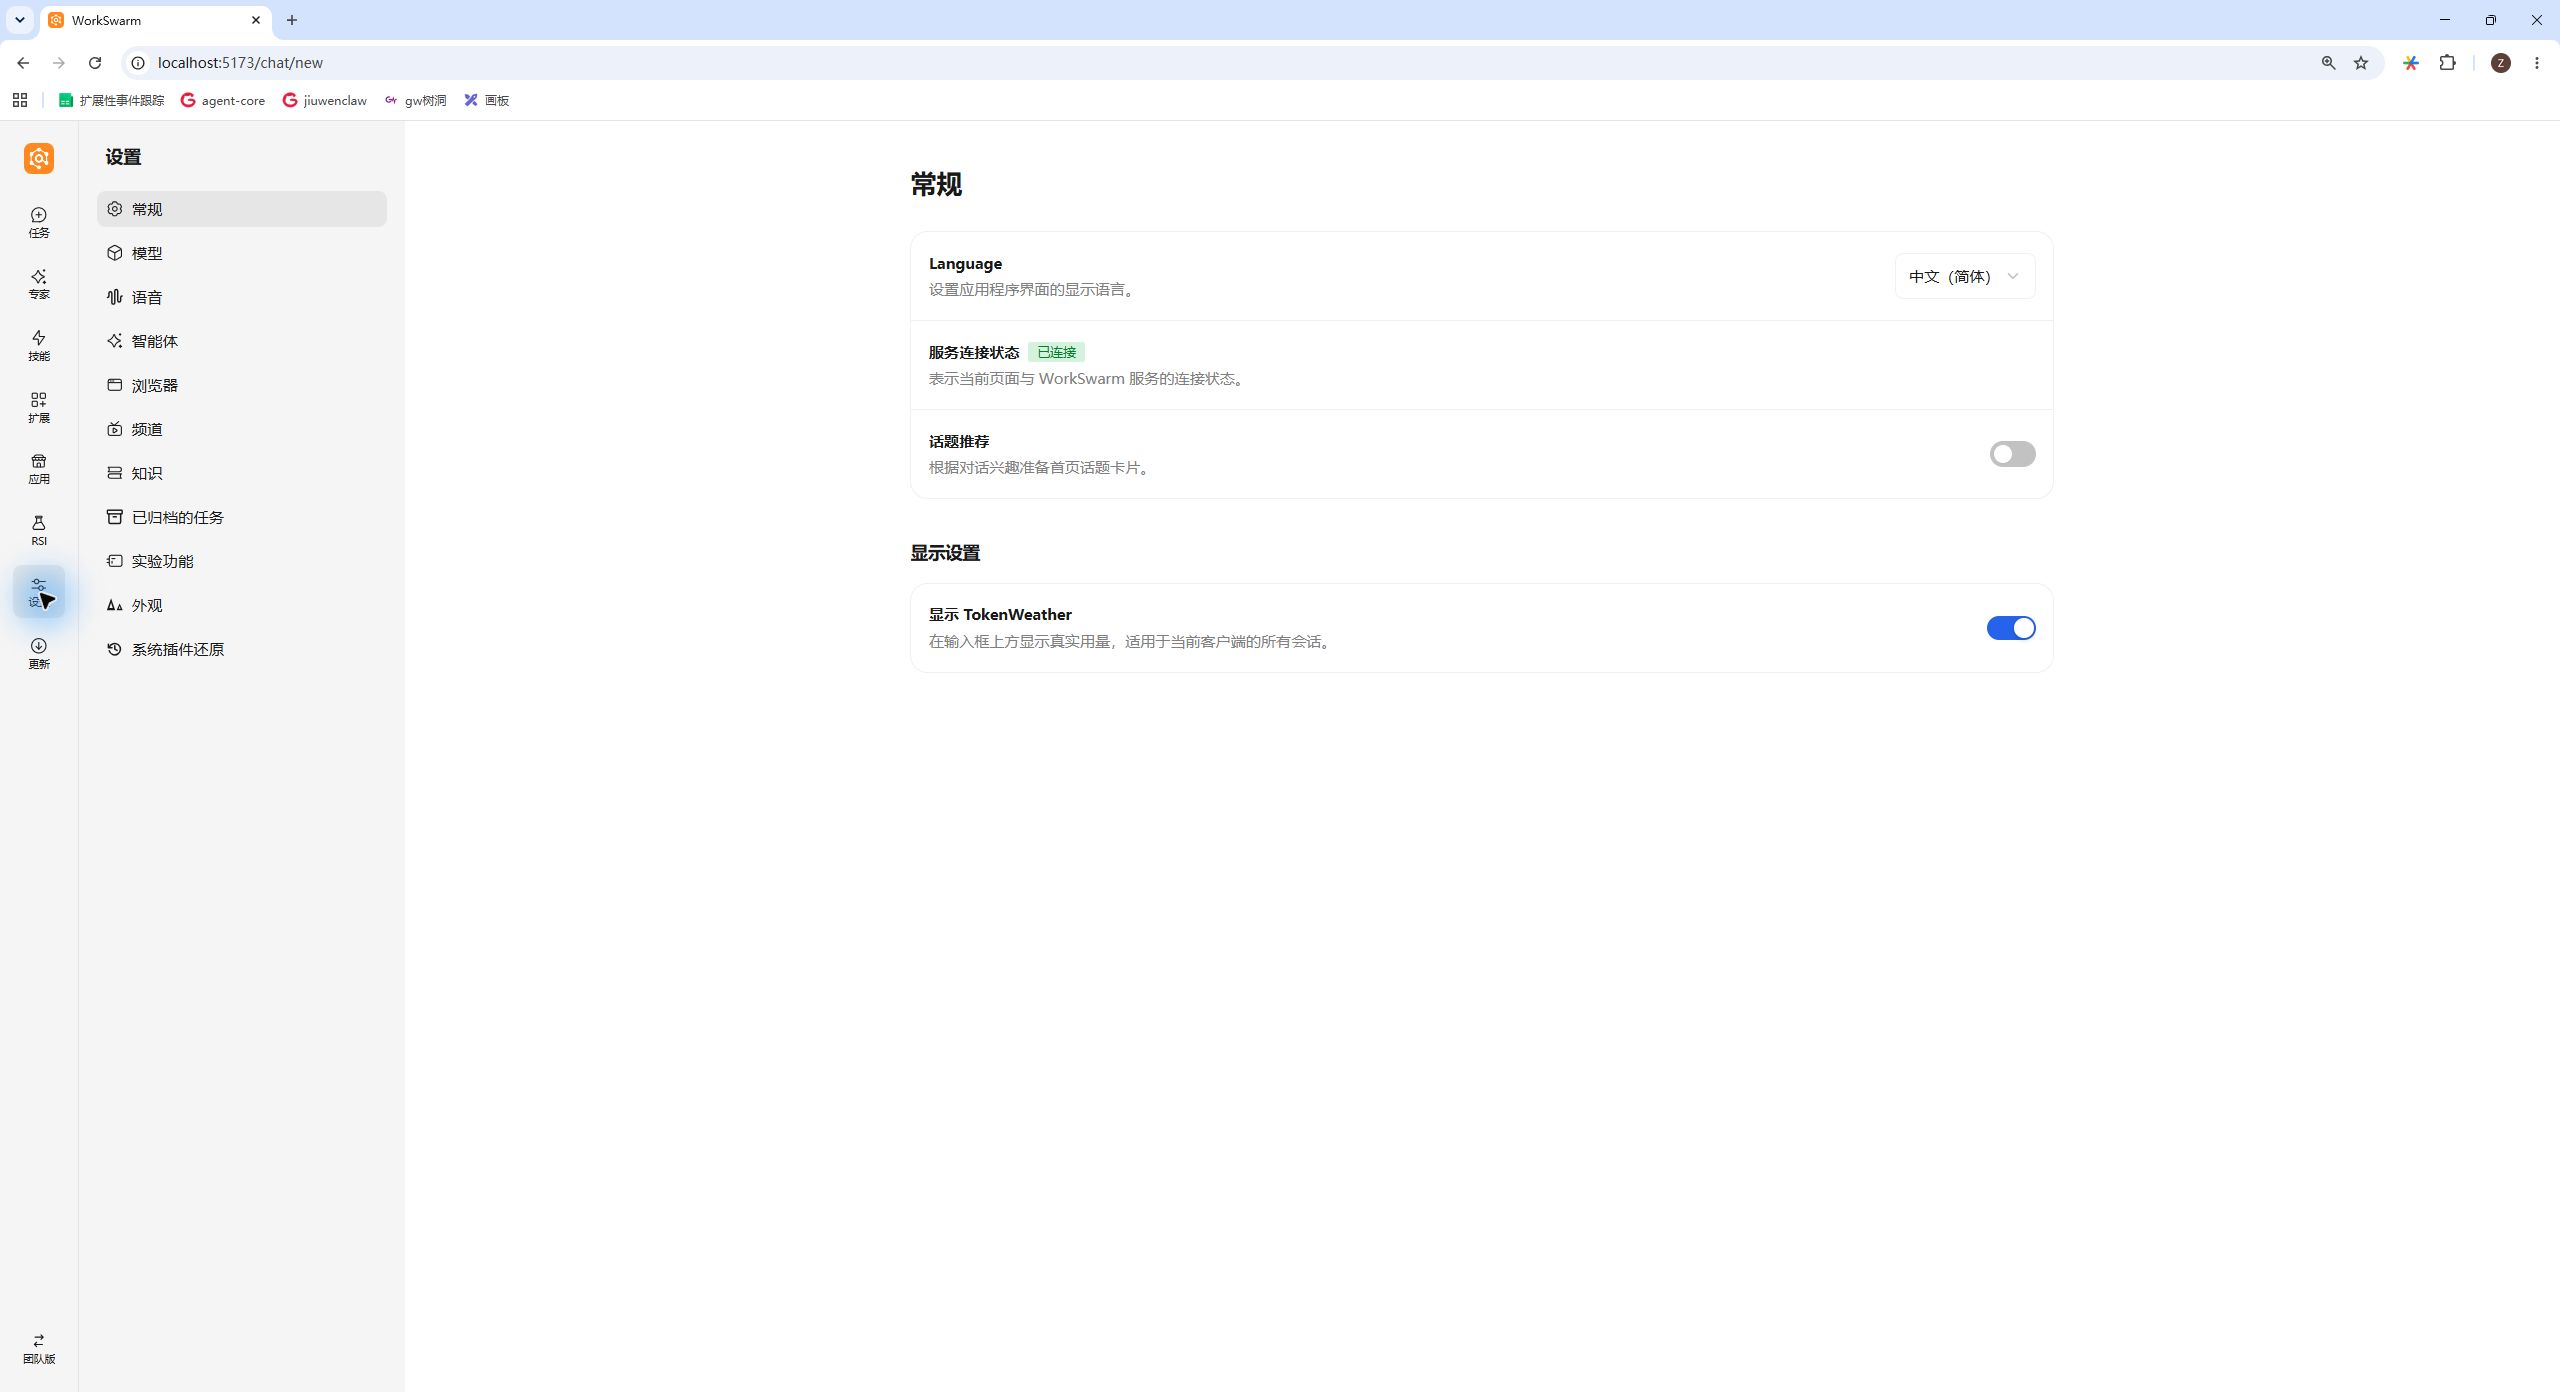 WorkSwarm
localhost:5173/chat/new
扩展性事件跟踪
agent-core
jiuwenclaw
gw树洞
画板
Z
任务
专家
技能
扩展
应用
RSI
更新
团队版
设置
常规
模型
语音
智能体
浏览器
频道
知识
已归档的任务
实验功能
外观
系统插件还原
常规
Language
设置应用程序界面的显示语言。
中文（简体）
服务连接状态 已连接
表示当前页面与 WorkSwarm 服务的连接状态。
话题推荐
根据对话兴趣准备首页话题卡片。
显示设置
显示 TokenWeather
在输入框上方显示真实用量，适用于当前客户端的所有会话。